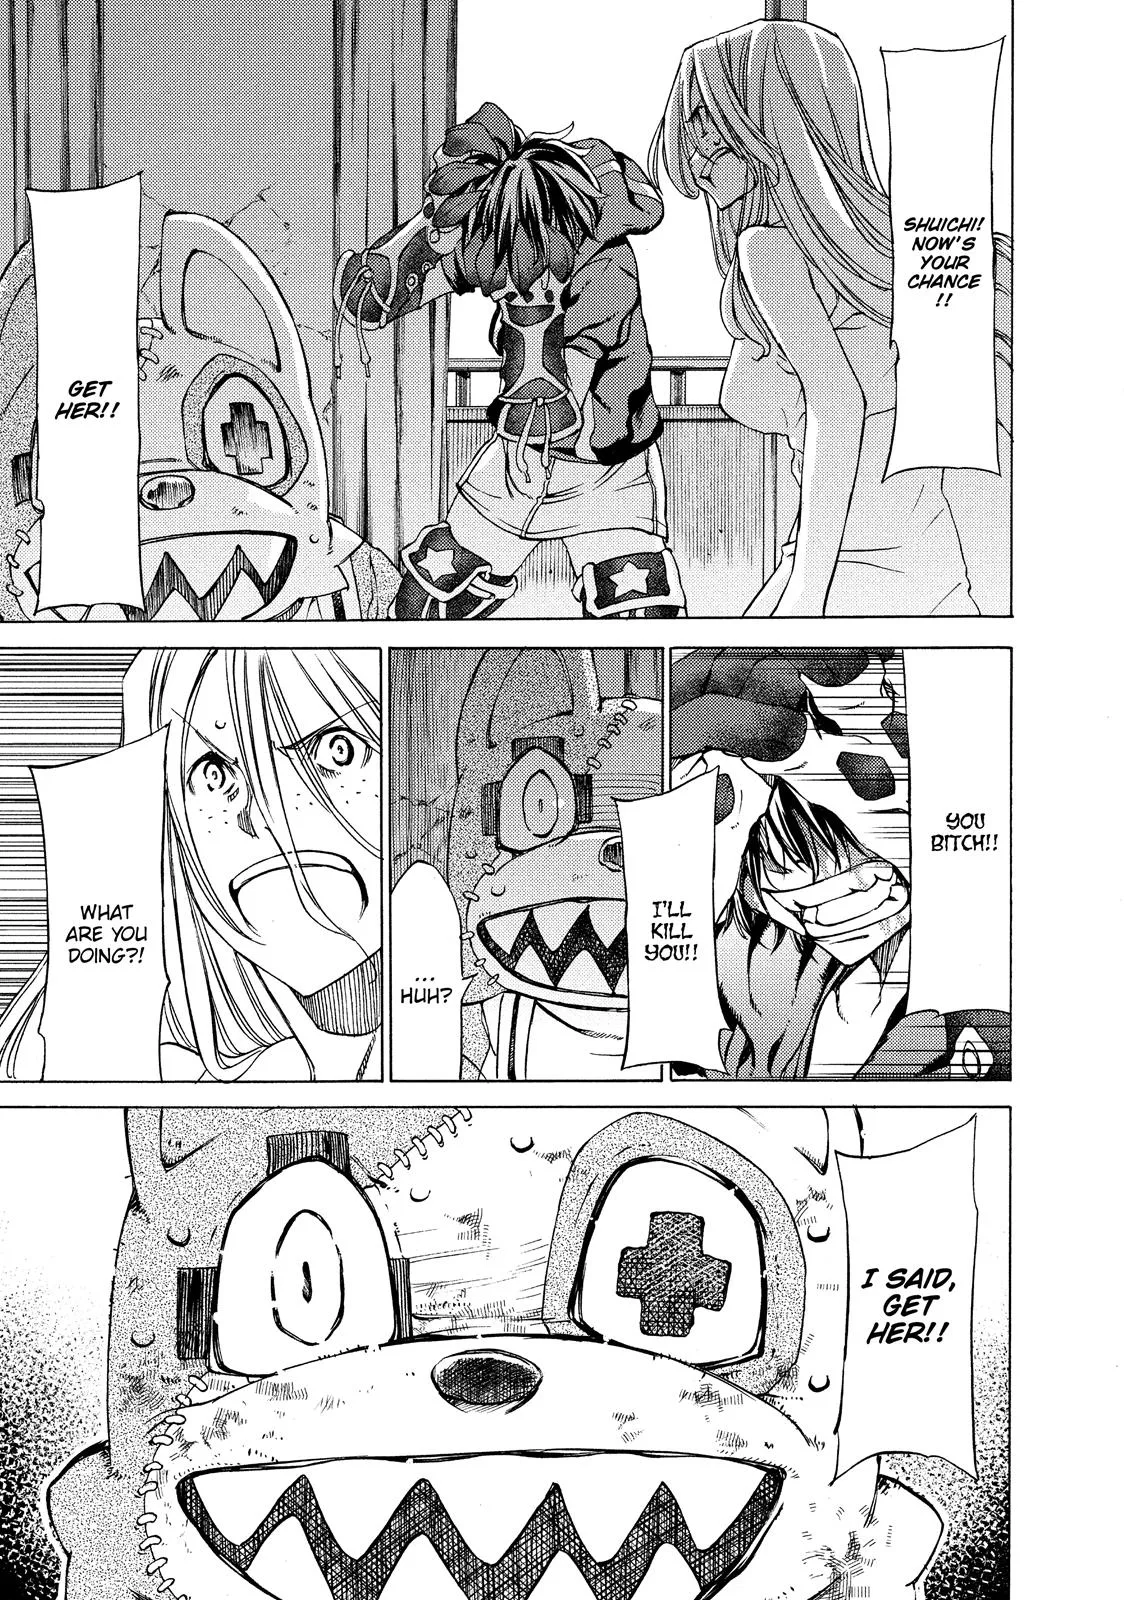 SHUICHI!
NOW'S
YOUR
CHANCE
!!
GET
HER!!
YOU
BITCH!!
I'LL
KILL
YOU!!
...
HUH?
WHAT
ARE YOU
DOING?!
I SAID,
GET
HER!!